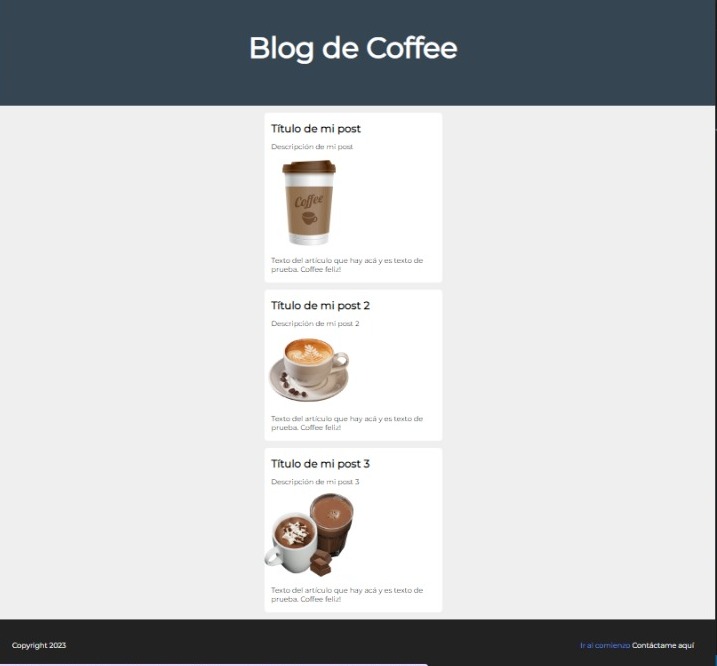 Blog de Coffee
Título de mi post
Descripción de mi post
Coffee
Texto del artículo que hay acá y es texto de
prueba. Coffee feliz!
Título de mi post 2
Descripción de mi post 2
Texto del artículo que hay acá y es texto de
prueba. Coffee feliz!
Título de mi post 3
Descripción de mi post 3
Texto del artículo que hay acá y es texto de
prueba. Coffee feliz!
Copyright 2023
Ir al comienzo Contáctame aquí